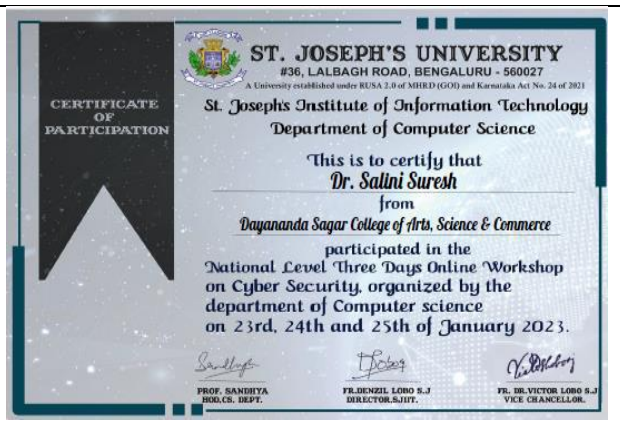 ST. JOSEPH'S UNIVERSITY
#36, LALBAGH ROAD, BENGALURU - 560027
A University established under RUSA 2.0 of MHRD (GOI) and Karnataka Act No. 24 of 2021
CERTIFICATE
OF
PARTICIPATION
St. Joseph's Institute of Information Technology
Department of Computer Science
This is to certify that
Dr. Salini Suresh
from
Dayananda Sagar College of Arts, Science & Commerce
participated in the
National Level Three Days Online Workshop
on Cyber Security, organized by the
department of Computer science
on 23rd, 24th and 25th of January 2023.
PROF. SANDHYA
HOD,CS. DEPT.
FR.DENZIL LOBO S.J
DIRECTOR,SJIIT.
FR. DR.VICTOR LOBO S.J
VICE CHANCELLOR.